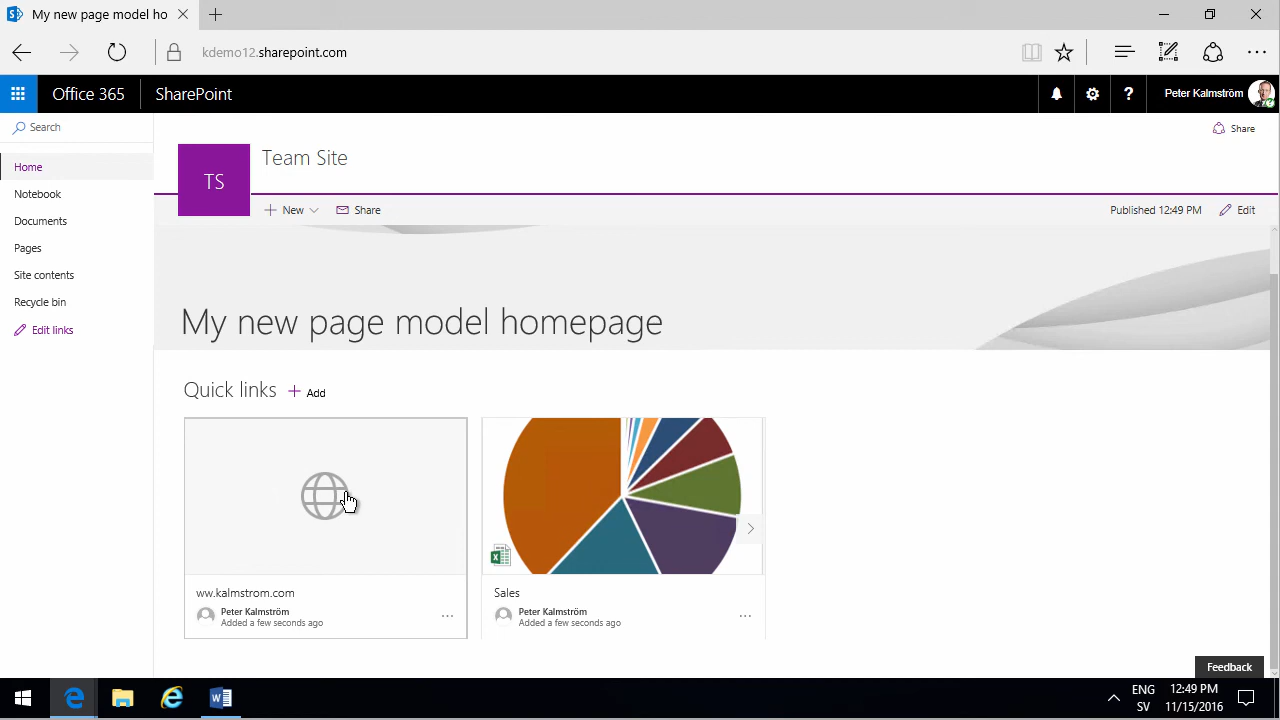 My new page model ho
kdemo12.sharepoint.com
Office 365
SharePoint
Peter Kalmström
Search
Share
Home
Team Site
TS
Notebook
New
Share
Published 12:49 PM
Edit
Documents
Pages
Site contents
Recycle bin
Edit links
My new page model homepage
Quick links
Add
ww.kalmstrom.com
Peter Kalmström
Added a few seconds ago
Sales
Peter Kalmström
Added a few seconds ago
Feedback
ENG
SV
12:49 PM
11/15/2016